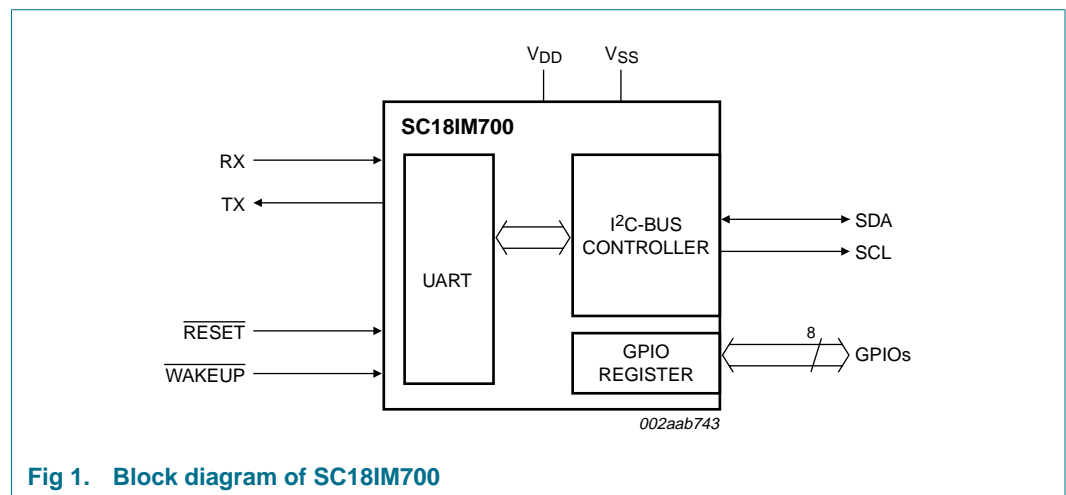 VDD VSS
SC18IM700
RX
TX
UART
I2C-BUS
CONTROLLER
SDA
SCL
RESET
WAKEUP
GPIO
REGISTER
8
GPIOs
002aab743
Fig 1. Block diagram of SC18IM700